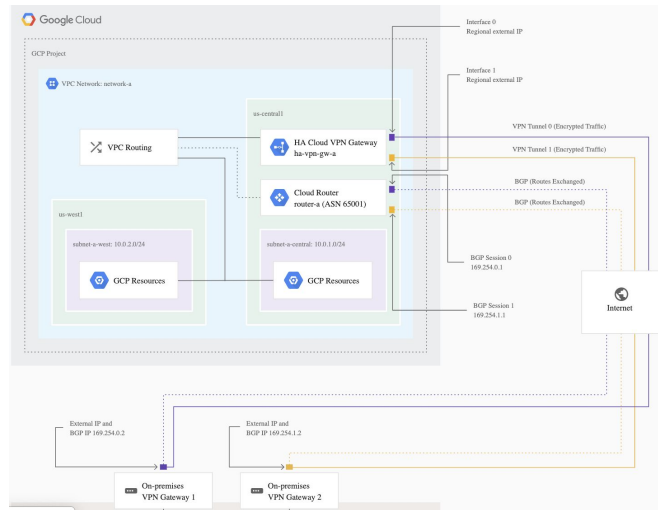 Google Cloud
GCP Project
VPC Network: network-a
us-central1
VPC Routing
HA Cloud VPN Gateway
ha-vpn-gw-a
Cloud Router
router-a (ASN 65001)
us-west1
subnet-a-west: 10.0.2.0/24
GCP Resources
subnet-a-central: 10.0.1.0/24
GCP Resources
Interface 0
Regional external IP
Interface 1
Regional external IP
VPN Tunnel 0 (Encrypted Traffic)
VPN Tunnel 1 (Encrypted Traffic)
BGP (Routes Exchanged)
BGP (Routes Exchanged)
BGP Session 0
169.254.0.1
BGP Session 1
169.254.1.1
Internet
External IP and
BGP IP 169.254.0.2
External IP and
BGP IP 169.254.1.2
On-premises
VPN Gateway 1
On-premises
VPN Gateway 2